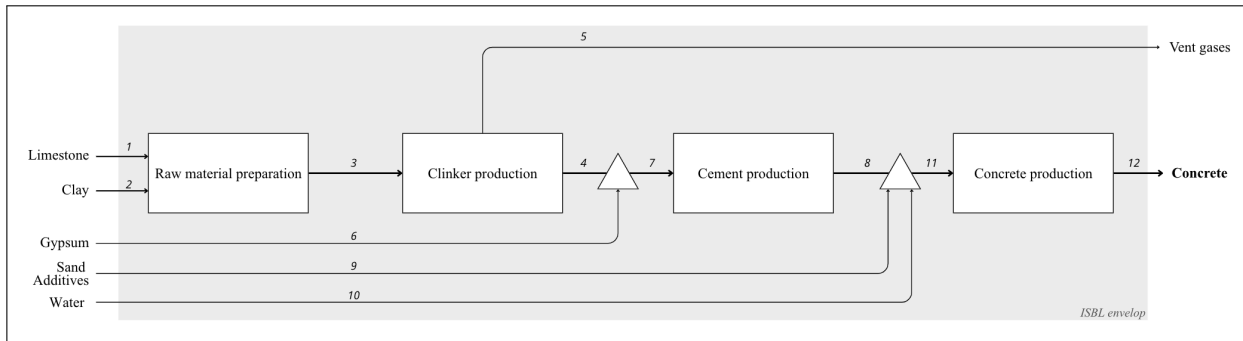 5
Vent gases
Limestone
1
2
Clay
Raw material preparation
3
Clinker production
4
7
Cement production
8
11
Concrete production
12
Concrete
Gypsum
6
Sand
Additives
9
Water
10
ISBL envelop